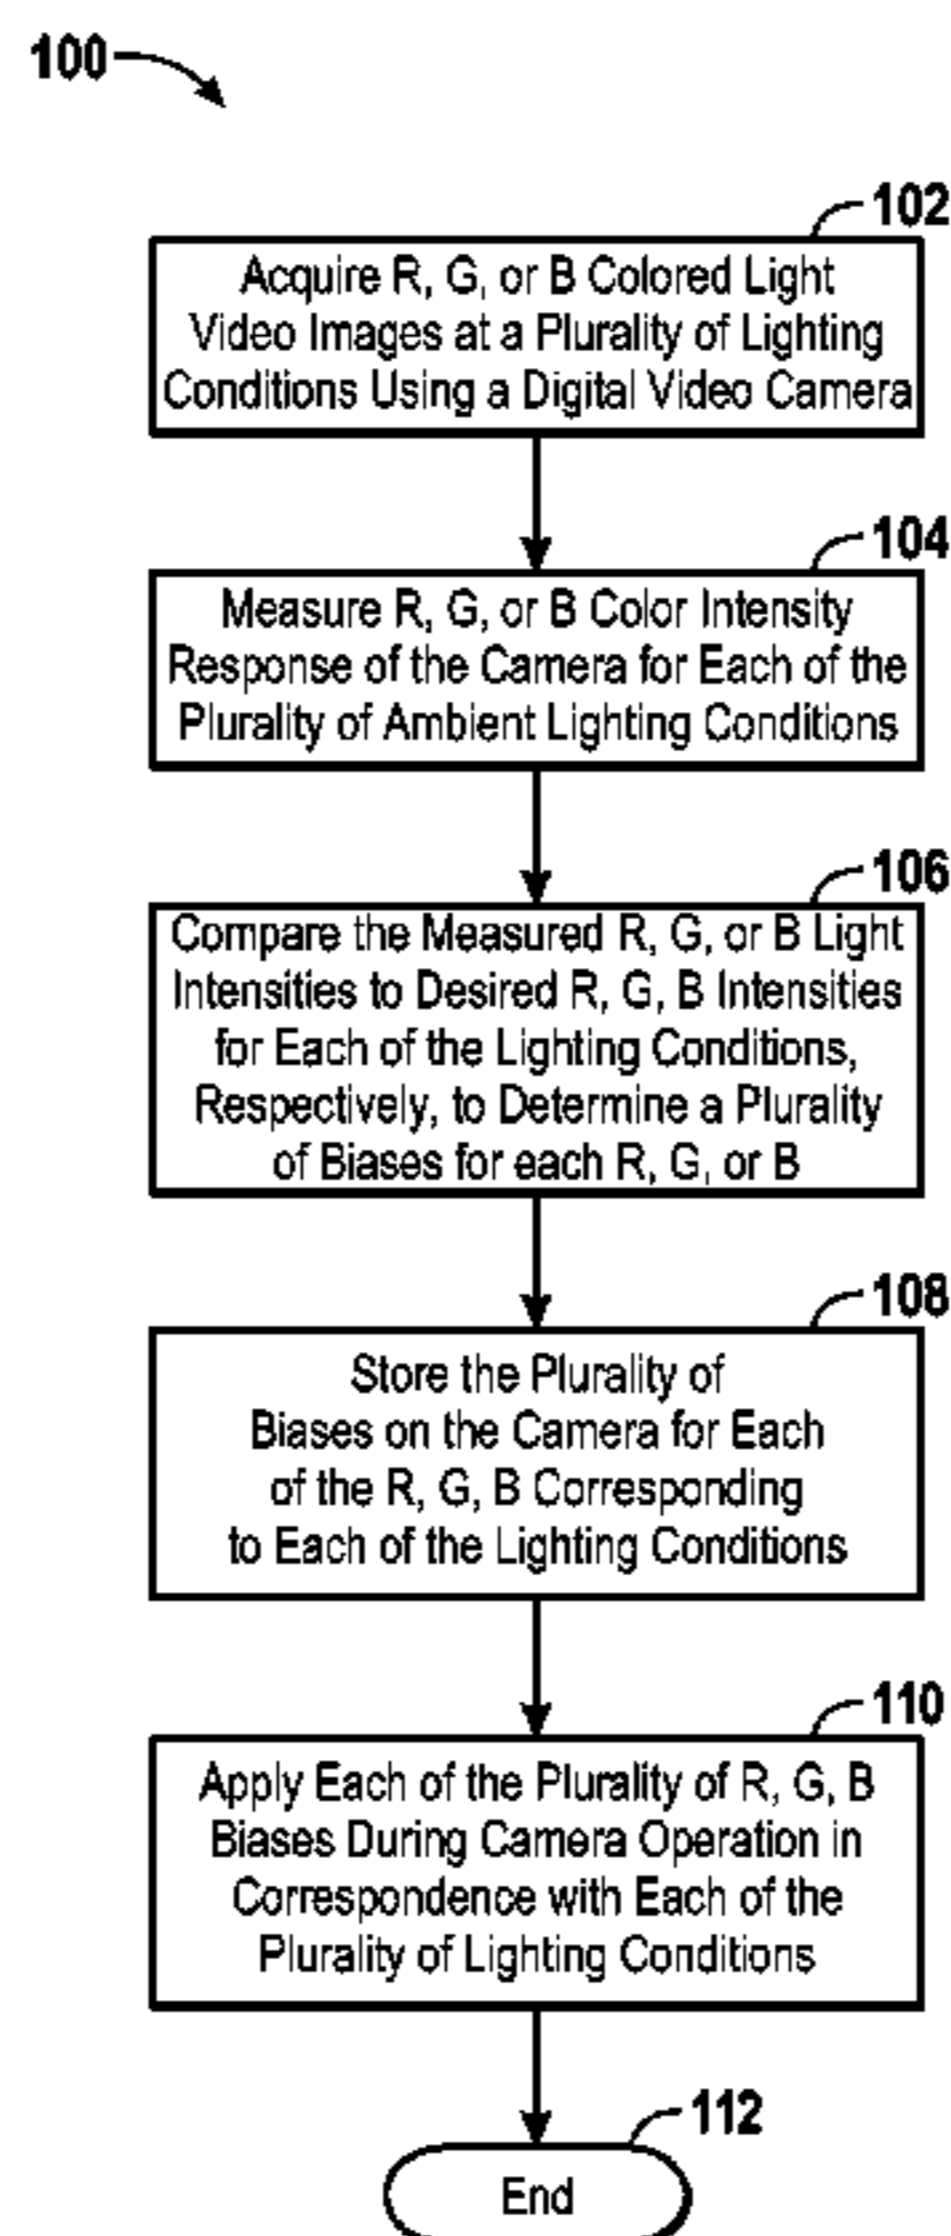 100
102
Acquire R, G, or B Colored Light
Video Images at a Plurality of Lighting
Conditions Using a Digital Video Camera
104
Measure R, G, or B Color Intensity
Response of the Camera for Each of the
Plurality of Ambient Lighting Conditions
106
Compare the Measured R, G, or B Light
Intensities to Desired R, G, B Intensities
for Each of the Lighting Conditions,
Respectively, to Determine a Plurality
of Biases for each R, G, or B
108
Store the Plurality of
Biases on the Camera for Each
of the R, G, B Corresponding
to Each of the Lighting Conditions
110
Apply Each of the Plurality of R, G, B
Biases During Camera Operation in
Correspondence with Each of the
Plurality of Lighting Conditions
112
End